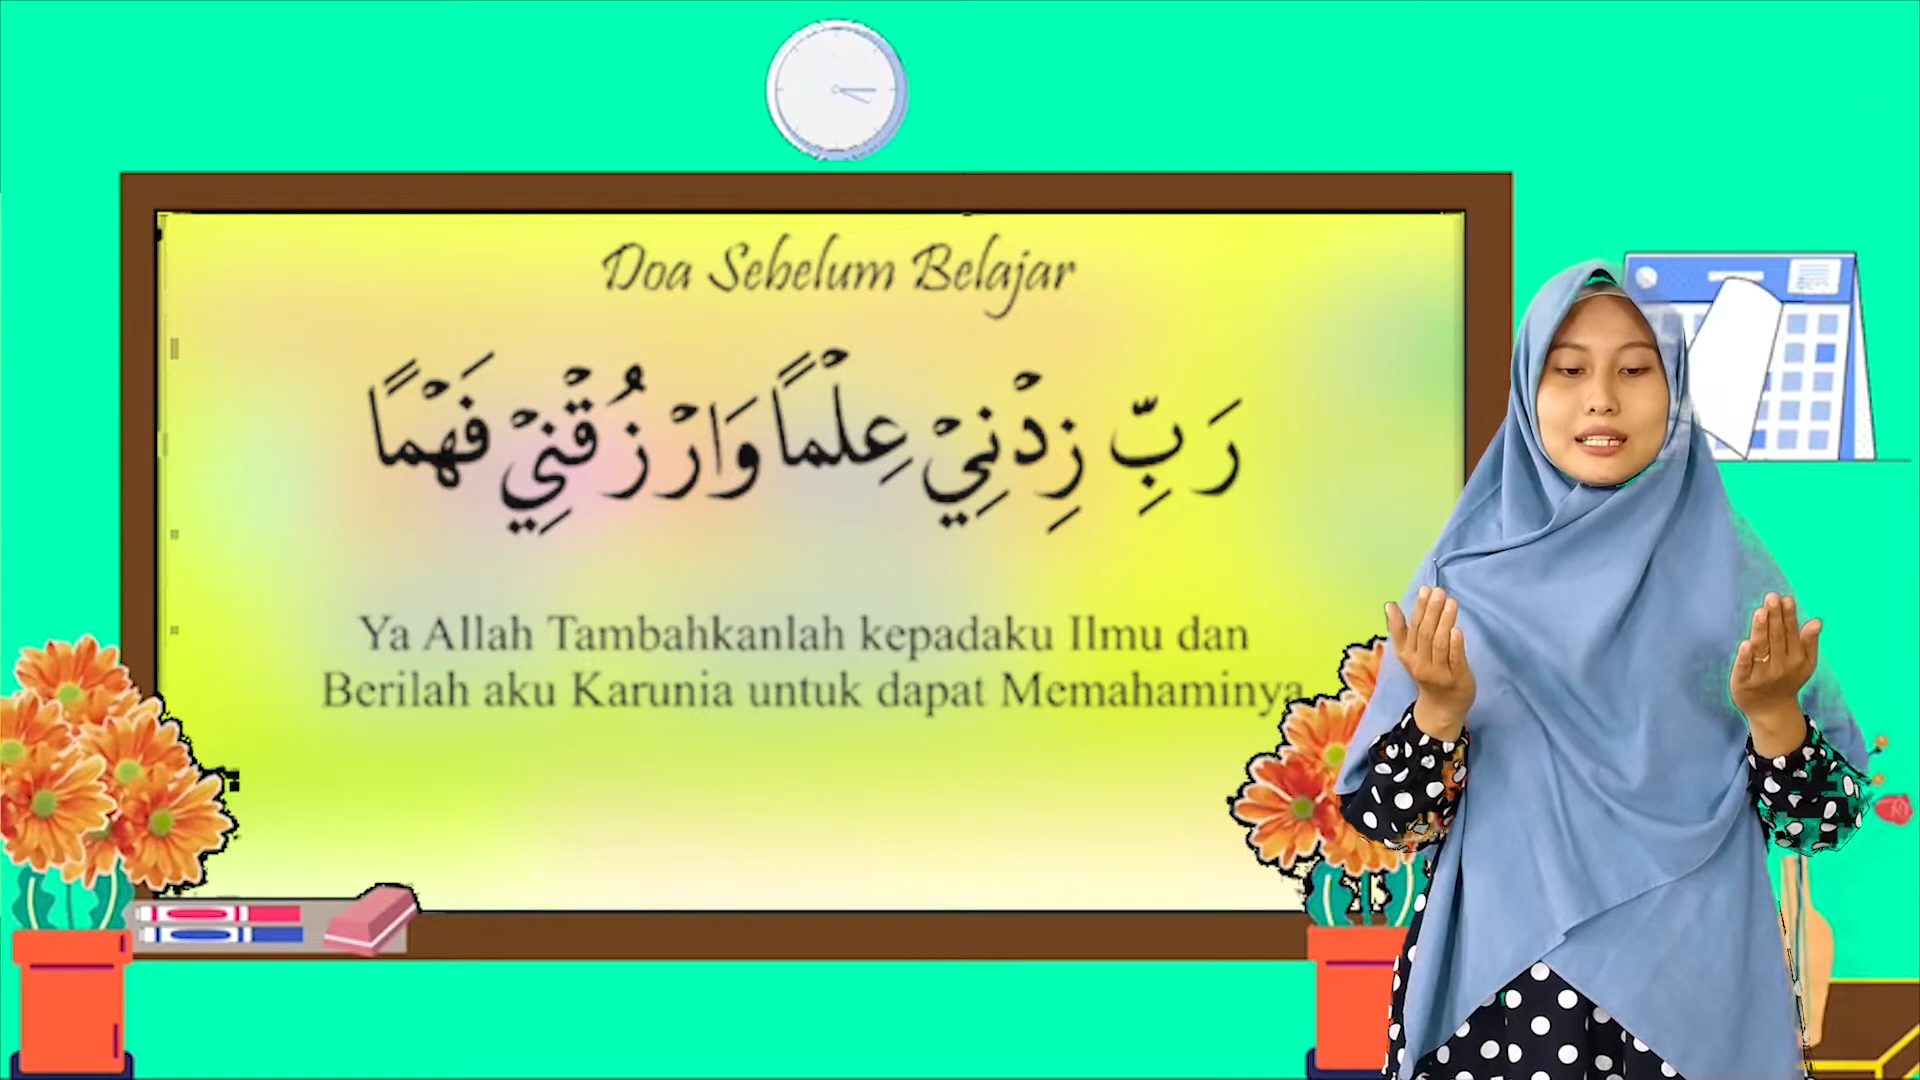 Doa Sebelum Belajar
رَبِّ زِدْنِيْ عِلْمًا وَارْزُقْنِيْ فَهْمًا
Ya Allah Tambahkanlah kepadaku Ilmu dan
Berilah aku Karunia untuk dapat Memahaminya